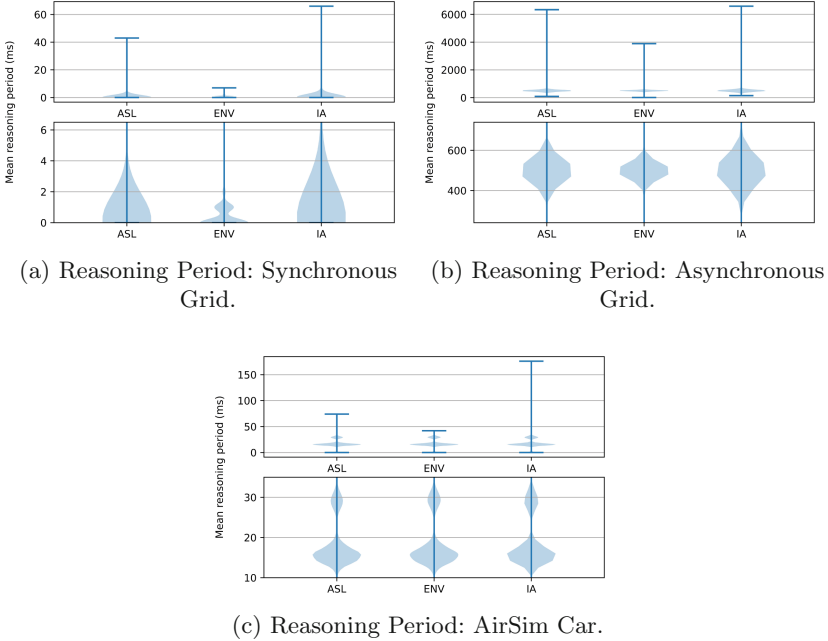 Mean reasoning period (ms)
60
40
20
0
ASL ENV IA
6
4
2
0
ASL ENV IA
(a) Reasoning Period: Synchronous
Grid.
Mean reasoning period (ms)
6000
4000
2000
0
ASL ENV IA
600
400
ASL ENV IA
(b) Reasoning Period: Asynchronous
Grid.
Mean reasoning period (ms)
150
100
50
0
ASL ENV IA
30
20
10
ASL ENV IA
(c) Reasoning Period: AirSim Car.